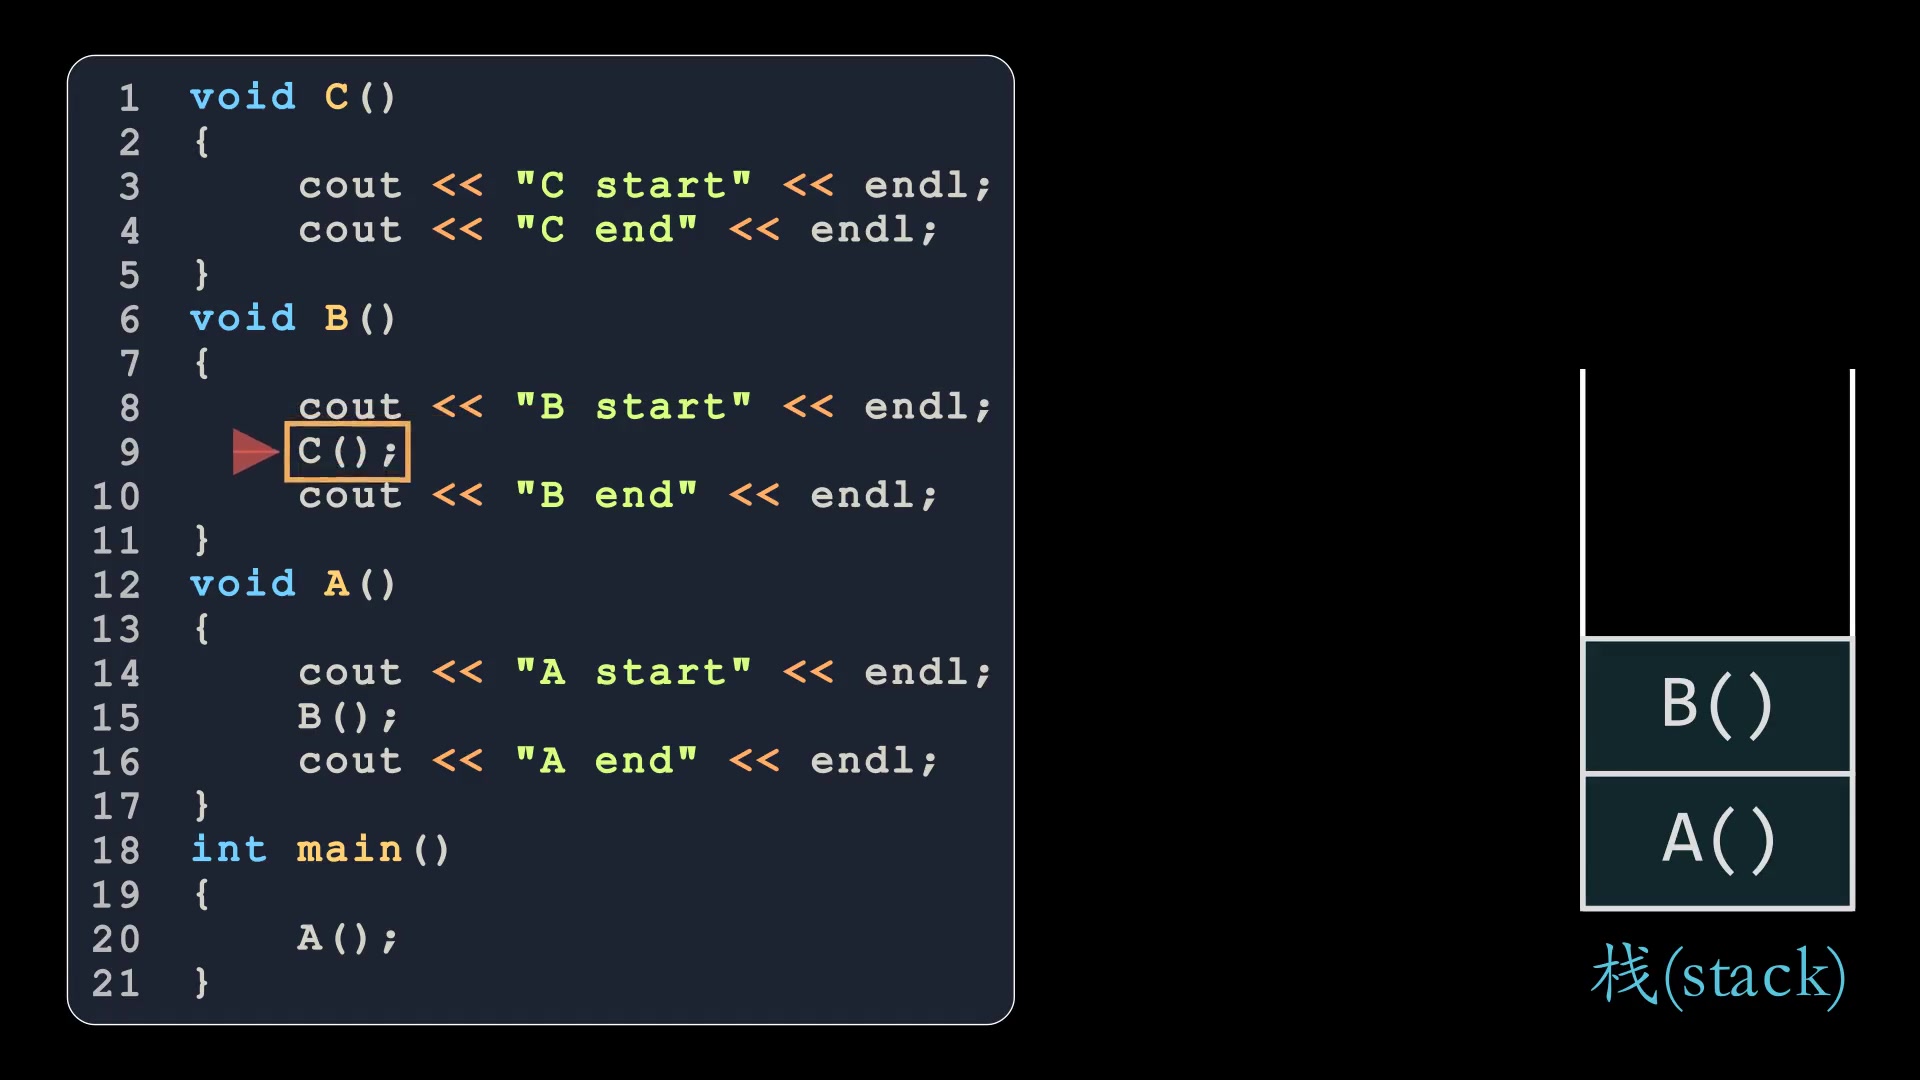 1 void C()
2 {
3     cout << "C start" << endl;
4     cout << "C end" << endl;
5 }
6 void B()
7 {
8     cout << "B start" << endl;
9     C();
10     cout << "B end" << endl;
11 }
12 void A()
13 {
14     cout << "A start" << endl;
15     B();
16     cout << "A end" << endl;
17 }
18 int main()
19 {
20     A();
21 }
B()
A()
栈(stack)